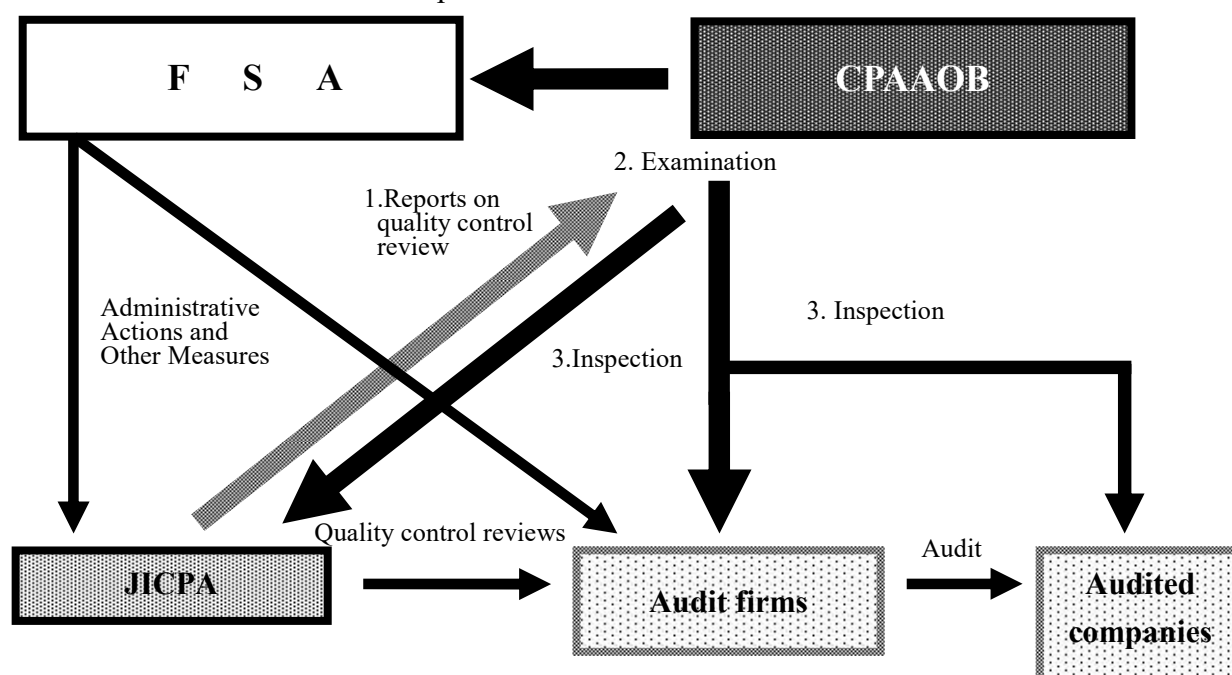 F S A
CPAAOB
2. Examination
1.Reports on
quality control
review
Administrative
Actions and
Other Measures
3. Inspection
3.Inspection
Quality control reviews
JICPA
Audit firms
Audit
Audited
companies